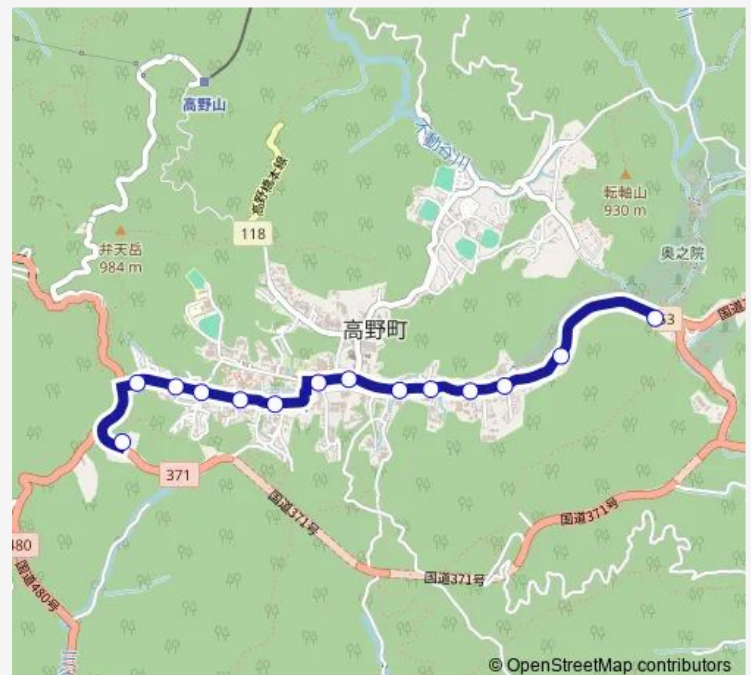 高野山
不動谷川
高野橋本線
118
転軸山
930 m
弁天岳
984 m
奥之院
高野町
国道
371
国道371号
国道371号
国道371号
480
国道480号
© OpenStreetMap contributors